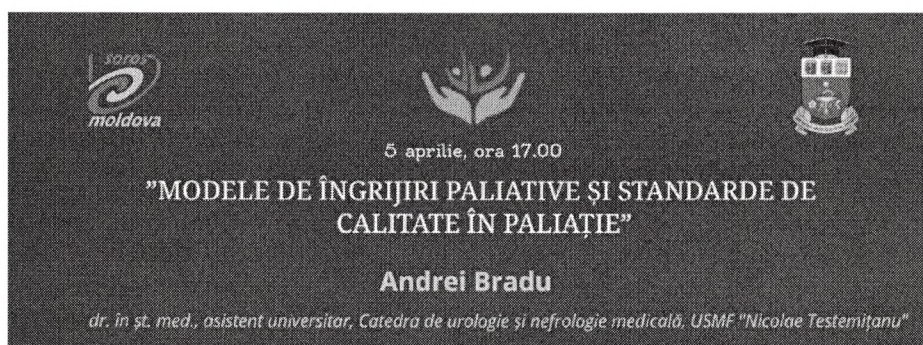 soros
moldova
5 aprilie, ora 17.00
”MODELE DE ÎNGRIJIRI PALIATIVE ȘI STANDARDE DE
CALITATE ÎN PALIAȚIE”
Andrei Bradu
dr. în șt. med., asistent universitar, Catedra de urologie și nefrologie medicală, USMF "Nicolae Testemițanu"